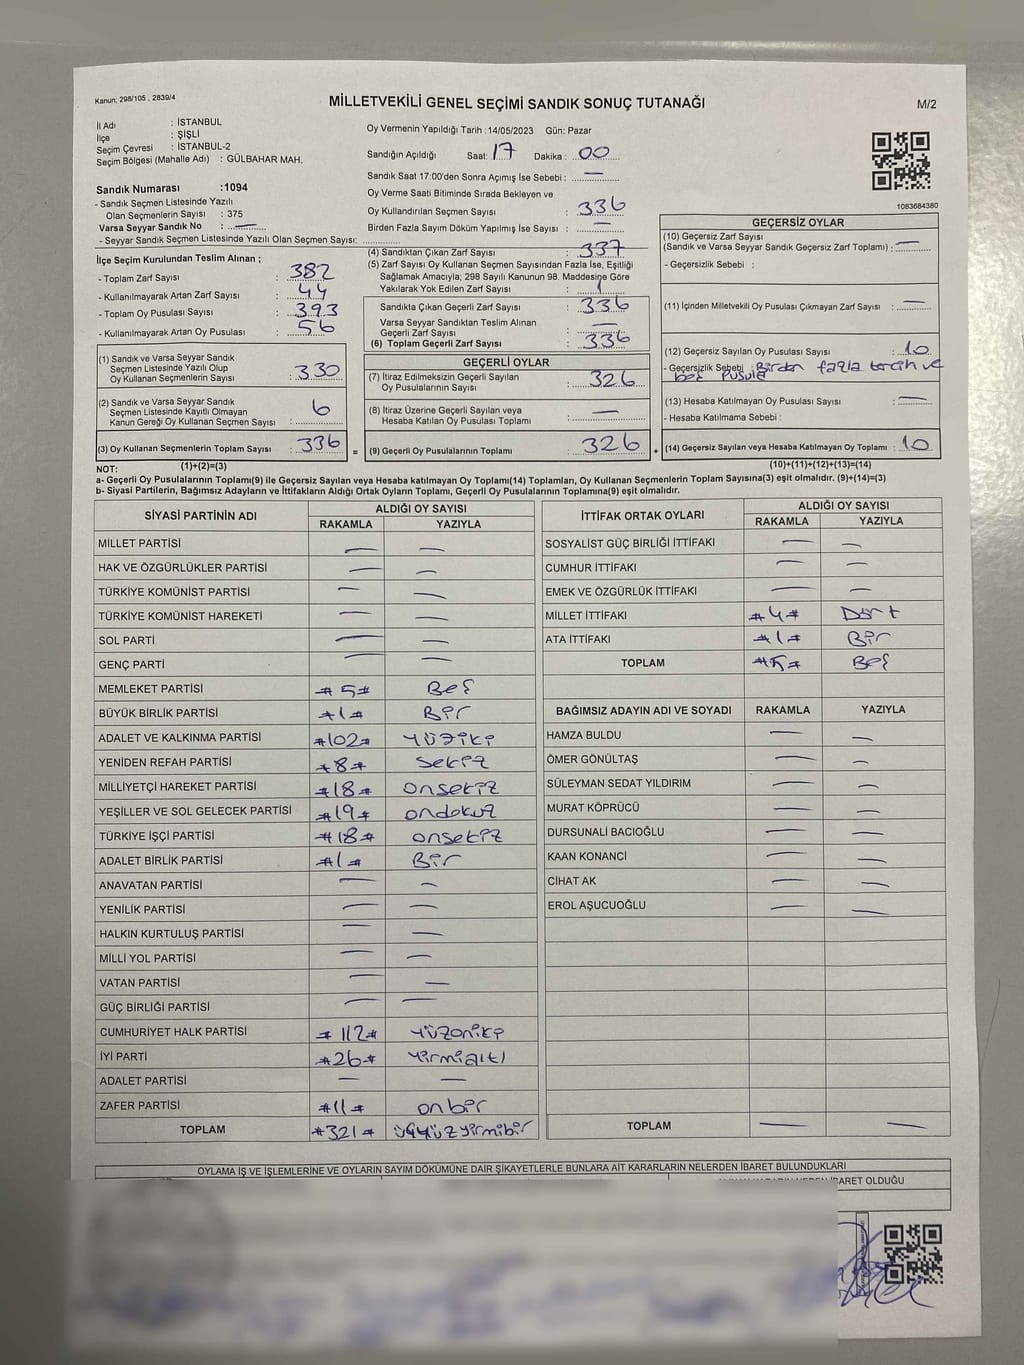 Kanun: 298/105 , 2839/4
MİLLETVEKİLİ GENEL SEÇİMİ SANDIK SONUÇ TUTANAĞI
M/2
İl Adı : İSTANBUL
İlçe : ŞİŞLİ
Seçim Çevresi : İSTANBUL-2
Seçim Bölgesi (Mahalle Adı) : GÜLBAHAR MAH.
Oy Vermenin Yapıldığı Tarih :14/05/2023 Gün: Pazar
Sandığın Açıldığı Saat: 17 Dakika : 00
Sandık Saat 17:00'den Sonra Açımış İse Sebebi : —
Oy Verme Saati Bitiminde Sırada Bekleyen ve
Oy Kullandırılan Seçmen Sayısı : 336
Birden Fazla Sayım Döküm Yapılmış İse Sayısı : —
1083684380
Sandık Numarası :1094
- Sandık Seçmen Listesinde Yazılı
Olan Seçmenlerin Sayısı : 375
Varsa Seyyar Sandık No : —
- Seyyar Sandık Seçmen Listesinde Yazılı Olan Seçmen Sayısı:
İlçe Seçim Kurulundan Teslim Alınan ;
- Toplam Zarf Sayısı : 382
- Kullanılmayarak Artan Zarf Sayısı : 44
- Toplam Oy Pusulası Sayısı : 393
- Kullanılmayarak Artan Oy Pusulası : 56
(1) Sandık ve Varsa Seyyar Sandık
Seçmen Listesinde Yazılı Olup
Oy Kullanan Seçmenlerin Sayısı : 330
(2) Sandık ve Varsa Seyyar Sandık
Seçmen Listesinde Kayıtlı Olmayan
Kanun Gereği Oy Kullanan Seçmen Sayısı : 6
(3) Oy Kullanan Seçmenlerin Toplam Sayısı : 336 =
(4) Sandıktan Çıkan Zarf Sayısı : 337
(5) Zarf Sayısı Oy Kullanan Seçmen Sayısından Fazla İse, Eşitliği
Sağlamak Amacıyla; 298 Sayılı Kanunun 98. Maddesine Göre
Yakılarak Yok Edilen Zarf Sayısı : 1
Sandıkta Çıkan Geçerli Zarf Sayısı : 336
Varsa Seyyar Sandıktan Teslim Alınan
Geçerli Zarf Sayısı : —
(6) Toplam Geçerli Zarf Sayısı : 336
GEÇERLİ OYLAR
(7) İtiraz Edilmeksizin Geçerli Sayılan
Oy Pusulalarının Sayısı : 326
(8) İtiraz Üzerine Geçerli Sayılan veya
Hesaba Katılan Oy Pusulaları Toplamı : —
(9) Geçerli Oy Pusulalarının Toplamı : 326 +
GEÇERSİZ OYLAR
(10) Geçersiz Zarf Sayısı
(Sandık ve Varsa Seyyar Sandık Geçersiz Zarf Toplamı) : —
- Geçersizlik Sebebi :
(11) İçinden Milletvekili Oy Pusulası Çıkmayan Zarf Sayısı : —
(12) Geçersiz Sayılan Oy Pusulası Sayısı : 10
- Geçersizlik Sebebi : Birden fazla tercih ve
boş pusula
(13) Hesaba Katılmayan Oy Pusulası Sayısı : —
- Hesaba Katılmama Sebebi :
(14) Geçersiz Sayılan veya Hesaba Katılmayan Oy Toplamı : 10
NOT: (1)+(2)=(3) (10)+(11)+(12)+(13)=(14)
a- Geçerli Oy Pusulalarının Toplamı(9) ile Geçersiz Sayılan veya Hesaba katılmayan Oy Toplamı(14) Toplamları, Oy Kullanan Seçmenlerin Toplam Sayısına(3) eşit olmalıdır. (9)+(14)=(3)
b- Siyasi Partilerin, Bağımsız Adayların ve İttifakların Aldığı Ortak Oyların Toplamı, Geçerli Oy Pusulalarının Toplamına(9) eşit olmalıdır.
SİYASİ PARTİNİN ADI ALDIĞI OY SAYISI
RAKAMLA YAZIYLA
MİLLET PARTİSİ — —
HAK VE ÖZGÜRLÜKLER PARTİSİ — —
TÜRKİYE KOMÜNİST PARTİSİ — —
TÜRKİYE KOMÜNİST HAREKETİ — —
SOL PARTİ — —
GENÇ PARTİ — —
MEMLEKET PARTİSİ #5# Beş
BÜYÜK BİRLİK PARTİSİ #1# Bir
ADALET VE KALKINMA PARTİSİ #102# Yüziki
YENİDEN REFAH PARTİSİ #8# Sekiz
MİLLİYETÇİ HAREKET PARTİSİ #18# onsekiz
YEŞİLLER VE SOL GELECEK PARTİSİ #19# ondokuz
TÜRKİYE İŞÇİ PARTİSİ #18# onsekiz
ADALET BİRLİK PARTİSİ #1# Bir
ANAVATAN PARTİSİ — —
YENİLİK PARTİSİ — —
HALKIN KURTULUŞ PARTİSİ — —
MİLLİ YOL PARTİSİ — —
VATAN PARTİSİ — —
GÜÇ BİRLİĞİ PARTİSİ — —
CUMHURİYET HALK PARTİSİ #112# Yüzoniki
İYİ PARTİ #26# Yirmialtı
ADALET PARTİSİ — —
ZAFER PARTİSİ #11# onbir
TOPLAM #321# üçyüzyirmibir
İTTİFAK ORTAK OYLARI ALDIĞI OY SAYISI
RAKAMLA YAZIYLA
SOSYALİST GÜÇ BİRLİĞİ İTTİFAKI — —
CUMHUR İTTİFAKI — —
EMEK VE ÖZGÜRLÜK İTTİFAKI — —
MİLLET İTTİFAKI #4# Dört
ATA İTTİFAKI #1# Bir
TOPLAM #5# Beş
BAĞIMSIZ ADAYIN ADI VE SOYADI RAKAMLA YAZIYLA
HAMZA BULDU — —
ÖMER GÖNÜLTAŞ — —
SÜLEYMAN SEDAT YILDIRIM — —
MURAT KÖPRÜCÜ — —
DURSUNALİ BACIOĞLU — —
KAAN KONANCİ — —
CİHAT AK — —
EROL AŞUCUOĞLU — —
TOPLAM — —
OYLAMA İŞ VE İŞLEMLERİNE VE OYLARIN SAYIM DÖKÜMÜNE DAİR ŞİKAYETLERLE BUNLARA AİT KARARLARIN NELERDEN İBARET BULUNDUKLARI
İBARET OLDUĞU